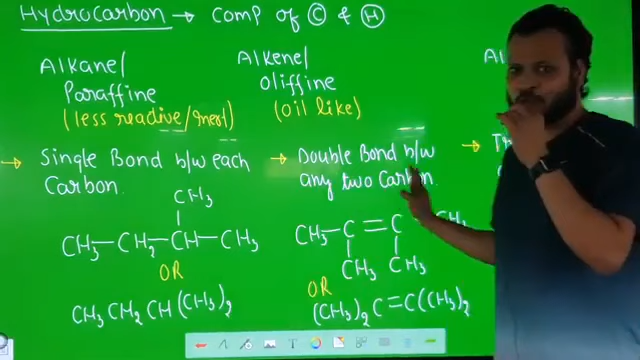 HydroCarbon → Comp of Ⓒ & Ⓗ
Alkane/
Paraffine
(less reactive/Inert)
Alkene/
Oliffine
(oil like)
Al
→ Single Bond b/w each
Carbon
→ Double Bond b/w
any two Carbon.
→
CH₃
CH₃—CH₂—CH—CH₃
OR
CH₃ CH₂ CH (CH₃)₂
CH₃—C=C CH₃
CH₃ CH₃
OR
(CH₃)₂ C=C(CH₃)₂